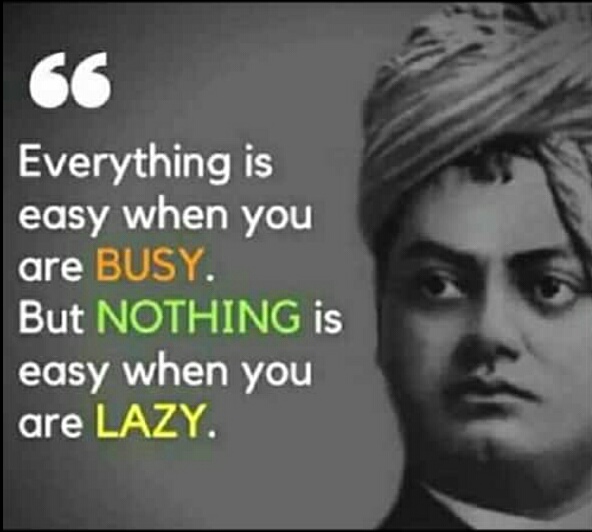 “
Everything is
easy when you
are BUSY.
But NOTHING is
easy when you
are LAZY.